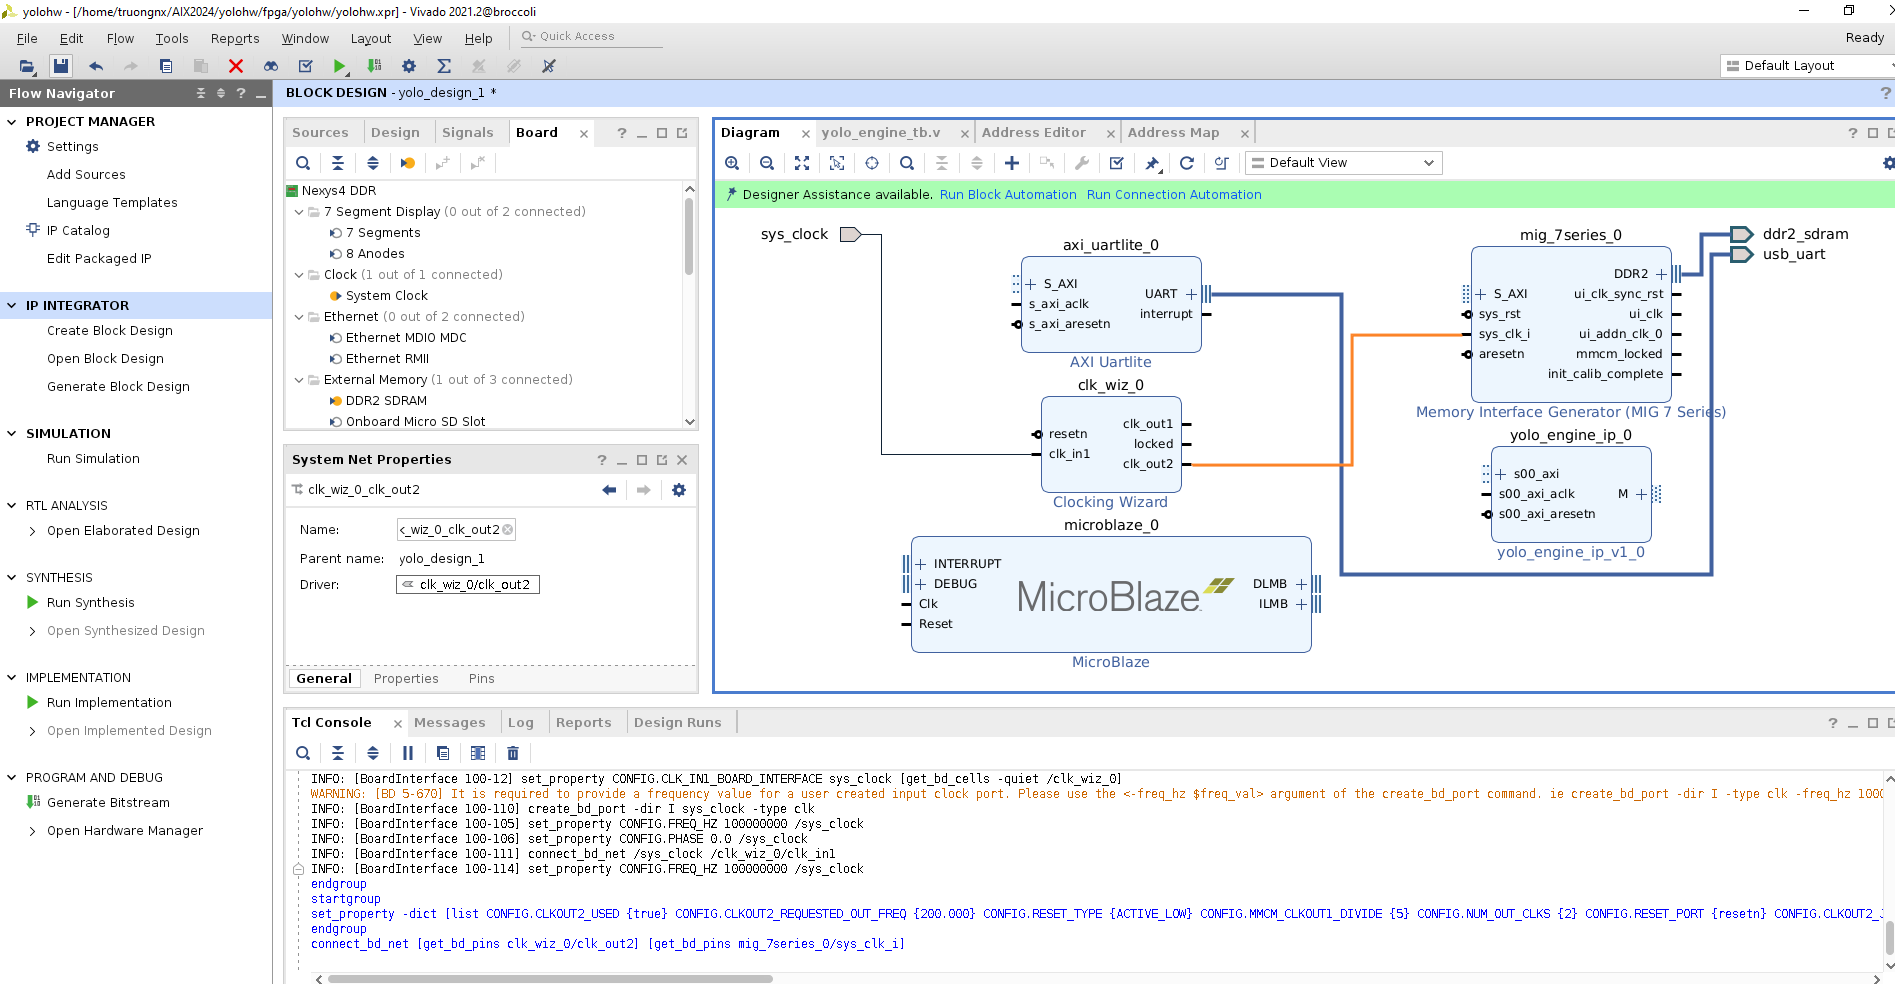 yolohw - [/home/truongnx/AIX2024/yolohw/fpga/yolohw/yolohw.xpr] - Vivado 2021.2@broccoli
File Edit Flow Tools Reports Window Layout View Help Quick Access
Ready
Default Layout
Flow Navigator
PROJECT MANAGER
Settings
Add Sources
Language Templates
IP Catalog
Edit Packaged IP
IP INTEGRATOR
Create Block Design
Open Block Design
Generate Block Design
SIMULATION
Run Simulation
RTL ANALYSIS
Open Elaborated Design
SYNTHESIS
Run Synthesis
Open Synthesized Design
IMPLEMENTATION
Run Implementation
Open Implemented Design
PROGRAM AND DEBUG
Generate Bitstream
Open Hardware Manager
BLOCK DESIGN - yolo_design_1 *
Sources Design Signals Board
Nexys4 DDR
7 Segment Display (0 out of 2 connected)
7 Segments
8 Anodes
Clock (1 out of 1 connected)
System Clock
Ethernet (0 out of 2 connected)
Ethernet MDIO MDC
Ethernet RMII
External Memory (1 out of 3 connected)
DDR2 SDRAM
Onboard Micro SD Slot
System Net Properties
clk_wiz_0_clk_out2
Name: <_wiz_0_clk_out2
Parent name: yolo_design_1
Driver: clk_wiz_0/clk_out2
General Properties Pins
Diagram yolo_engine_tb.v Address Editor Address Map
Default View
Designer Assistance available. Run Block Automation Run Connection Automation
sys_clock
axi_uartlite_0
S_AXI
s_axi_aclk
s_axi_aresetn
UART
interrupt
AXI Uartlite
clk_wiz_0
resetn
clk_in1
clk_out1
locked
clk_out2
Clocking Wizard
microblaze_0
INTERRUPT
DEBUG
Clk
Reset
MicroBlaze
DLMB
ILMB
MicroBlaze
mig_7series_0
S_AXI
sys_rst
sys_clk_i
aresetn
DDR2
ui_clk_sync_rst
ui_clk
ui_addn_clk_0
mmcm_locked
init_calib_complete
Memory Interface Generator (MIG 7 Series)
ddr2_sdram
usb_uart
yolo_engine_ip_0
s00_axi
s00_axi_aclk
s00_axi_aresetn
M
yolo_engine_ip_v1_0
Tcl Console Messages Log Reports Design Runs
INFO: [BoardInterface 100-12] set_property CONFIG.CLK_IN1_BOARD_INTERFACE sys_clock [get_bd_cells -quiet /clk_wiz_0]
WARNING: [BD 5-670] It is required to provide a frequency value for a user created input clock port. Please use the <-freq_hz $freq_val> argument of the create_bd_port command. ie create_bd_port -dir I -type clk -freq_hz 1000
INFO: [BoardInterface 100-110] create_bd_port -dir I sys_clock -type clk
INFO: [BoardInterface 100-105] set_property CONFIG.FREQ_HZ 100000000 /sys_clock
INFO: [BoardInterface 100-106] set_property CONFIG.PHASE 0.0 /sys_clock
INFO: [BoardInterface 100-111] connect_bd_net /sys_clock /clk_wiz_0/clk_in1
INFO: [BoardInterface 100-114] set_property CONFIG.FREQ_HZ 100000000 /sys_clock
endgroup
startgroup
set_property -dict [list CONFIG.CLKOUT2_USED {true} CONFIG.CLKOUT2_REQUESTED_OUT_FREQ {200.000} CONFIG.RESET_TYPE {ACTIVE_LOW} CONFIG.MMCM_CLKOUT1_DIVIDE {5} CONFIG.NUM_OUT_CLKS {2} CONFIG.RESET_PORT {resetn} CONFIG.CLKOUT2_J
endgroup
connect_bd_net [get_bd_pins clk_wiz_0/clk_out2] [get_bd_pins mig_7series_0/sys_clk_i]